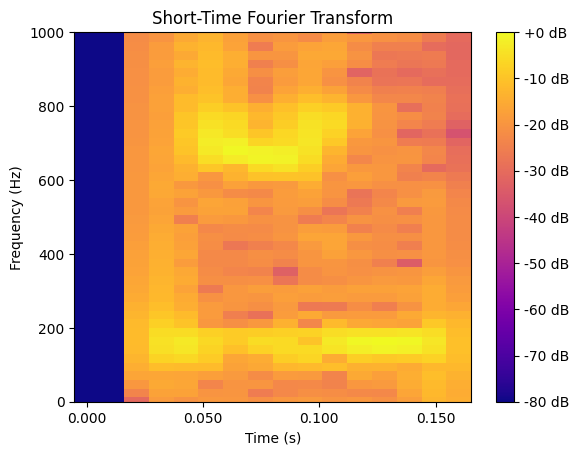 Short-Time Fourier Transform
Frequency (Hz)
1000
800
600
400
200
0
0.000
0.050
0.100
0.150
Time (s)
+0 dB
-10 dB
-20 dB
-30 dB
-40 dB
-50 dB
-60 dB
-70 dB
-80 dB